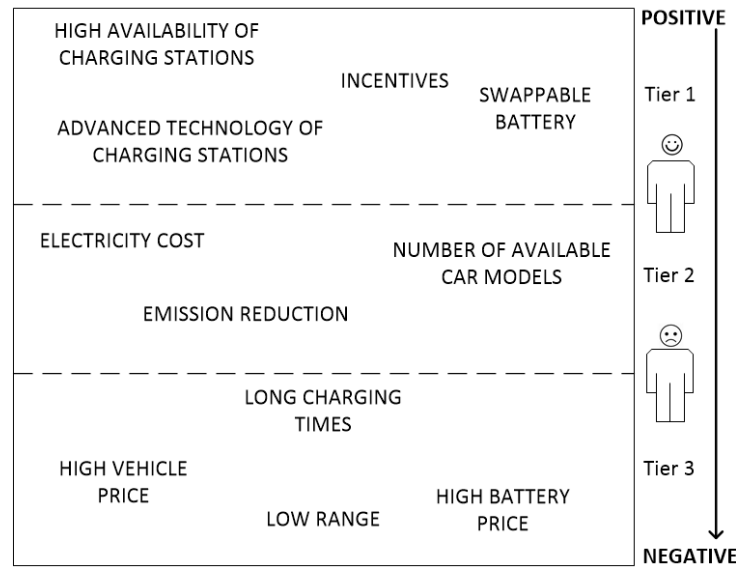 POSITIVE
HIGH AVAILABILITY OF
CHARGING STATIONS
INCENTIVES
SWAPPABLE
BATTERY
Tier 1
ADVANCED TECHNOLOGY OF
CHARGING STATIONS
ELECTRICITY COST
NUMBER OF AVAILABLE
CAR MODELS
Tier 2
EMISSION REDUCTION
LONG CHARGING
TIMES
HIGH VEHICLE
PRICE
Tier 3
LOW RANGE
HIGH BATTERY
PRICE
NEGATIVE